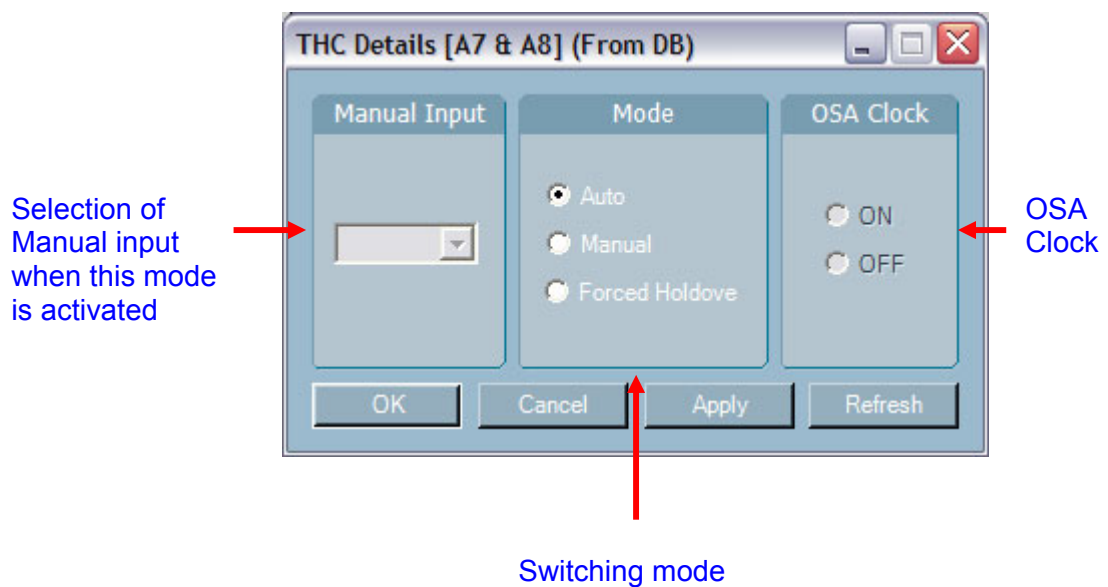 THC Details [A7 & A8] (From DB)
Manual Input
Mode
OSA Clock
Auto
Manual
Forced Holdove
ON
OFF
OK
Cancel
Apply
Refresh
Selection of
Manual input
when this mode
is activated
OSA
Clock
Switching mode